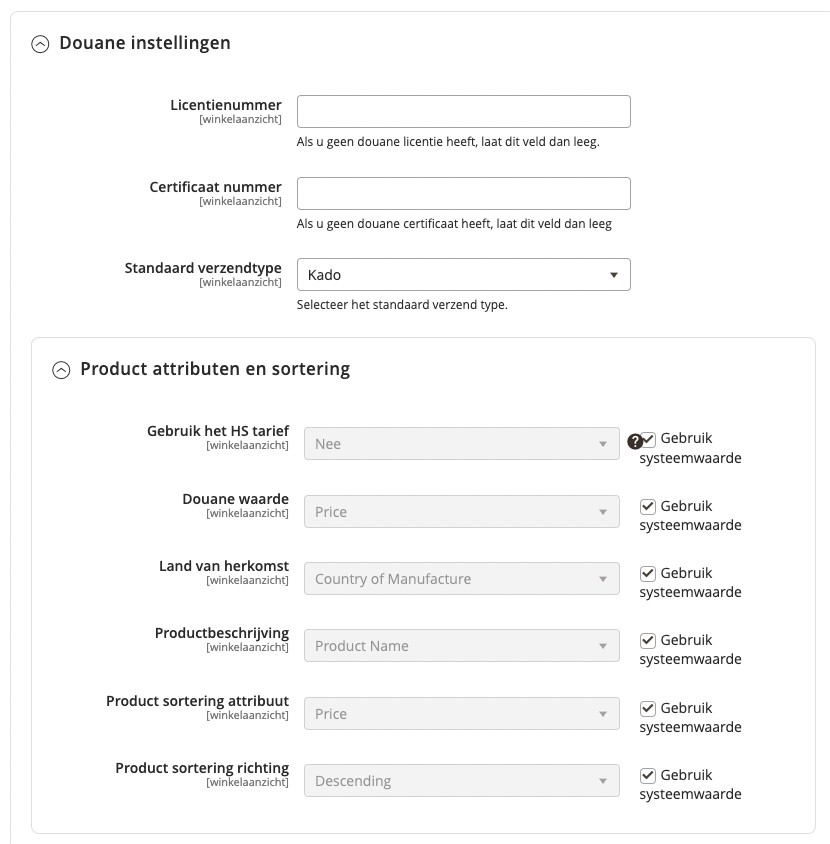 Douane instellingen
Licentienummer
[winkelaanzicht]
Als u geen douane licentie heeft, laat dit veld dan leeg.
Certificaat nummer
[winkelaanzicht]
Als u geen douane certificaat heeft, laat dit veld dan leeg
Standaard verzendtype
[winkelaanzicht]
Kado
Selecteer het standaard verzend type.
Product attributen en sortering
Gebruik het HS tarief
[winkelaanzicht]
Nee
? Gebruik
systeemwaarde
Douane waarde
[winkelaanzicht]
Price
Gebruik
systeemwaarde
Land van herkomst
[winkelaanzicht]
Country of Manufacture
Gebruik
systeemwaarde
Productbeschrijving
[winkelaanzicht]
Product Name
Gebruik
systeemwaarde
Product sortering attribuut
[winkelaanzicht]
Price
Gebruik
systeemwaarde
Product sortering richting
[winkelaanzicht]
Descending
Gebruik
systeemwaarde